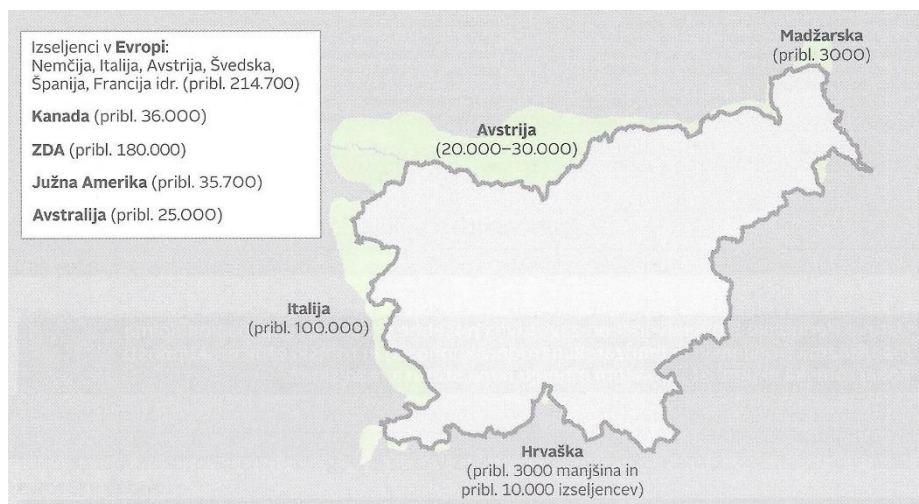 Izseljenci v Evropi:
Nemčija, Italija, Avstrija, Švedska,
Španija, Francija idr. (pribl. 214.700)
Kanada (pribl. 36.000)
ZDA (pribl. 180.000)
Južna Amerika (pribl. 35.700)
Avstralija (pribl. 25.000)
Madžarska
(pribl. 3000)
Avstrija
(20.000–30.000)
Italija
(pribl. 100.000)
Hrvaška
(pribl. 3000 manjšina in
pribl. 10.000 izseljencev)